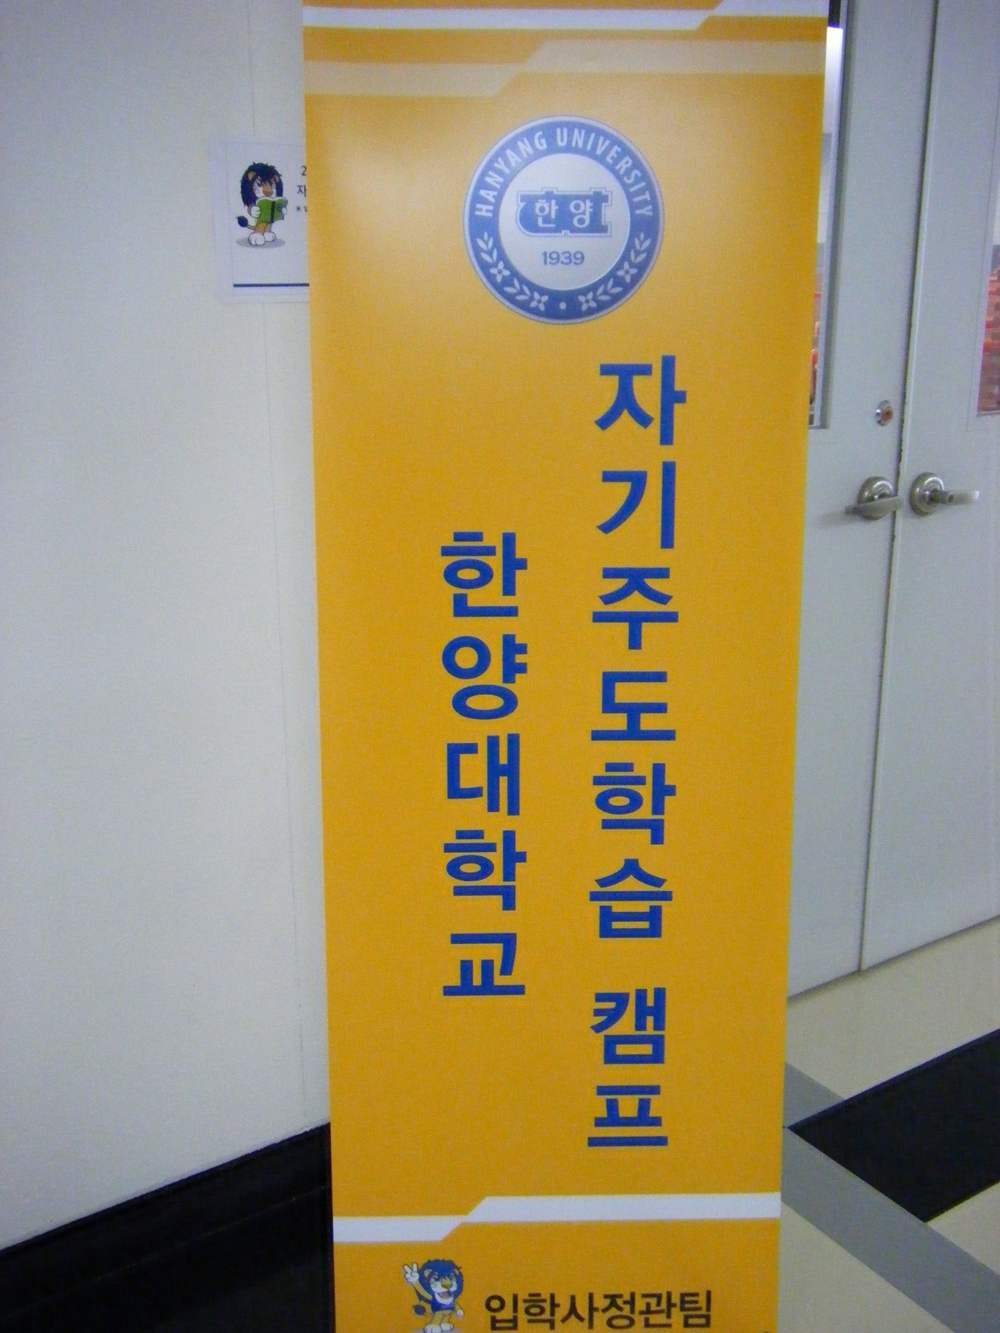 HANYANG UNIVERSITY
한양
1939
자기주도학습 캠프
한양대학교
입학사정관팀